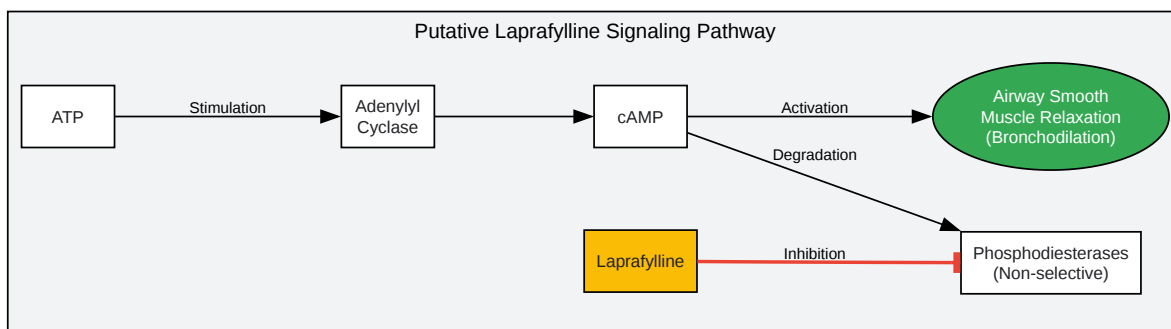 Putative Laprafylline Signaling Pathway
ATP
Stimulation
Adenylyl
Cyclase
cAMP
Activation
Airway Smooth
Muscle Relaxation
(Bronchodilation)
Degradation
Laprafylline
Inhibition
Phosphodiesterases
(Non-selective)